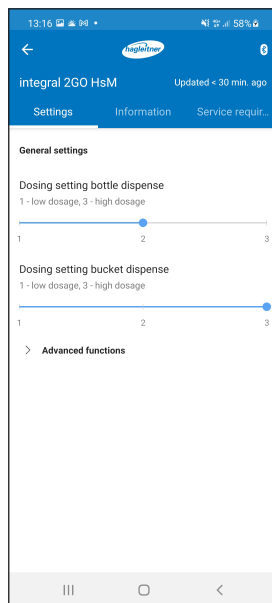 13:16 58%
hagleitner
integral 2GO HsM Updated < 30 min. ago
Settings Information Service requir...
General settings
Dosing setting bottle dispense
1 - low dosage, 3 - high dosage
1 2 3
Dosing setting bucket dispense
1 - low dosage, 3 - high dosage
1 2 3
Advanced functions